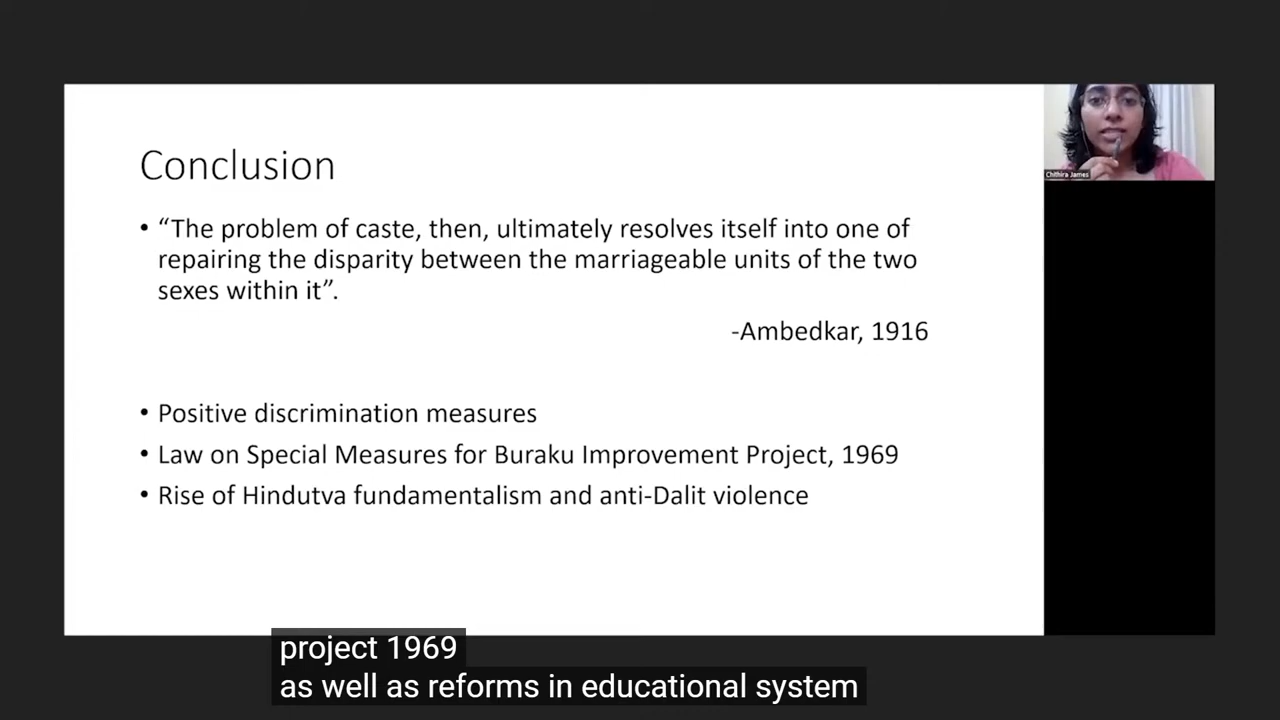 Conclusion
• “The problem of caste, then, ultimately resolves itself into one of
repairing the disparity between the marriageable units of the two
sexes within it”.
-Ambedkar, 1916
• Positive discrimination measures
• Law on Special Measures for Buraku Improvement Project, 1969
• Rise of Hindutva fundamentalism and anti-Dalit violence
Chithira James
project 1969
as well as reforms in educational system